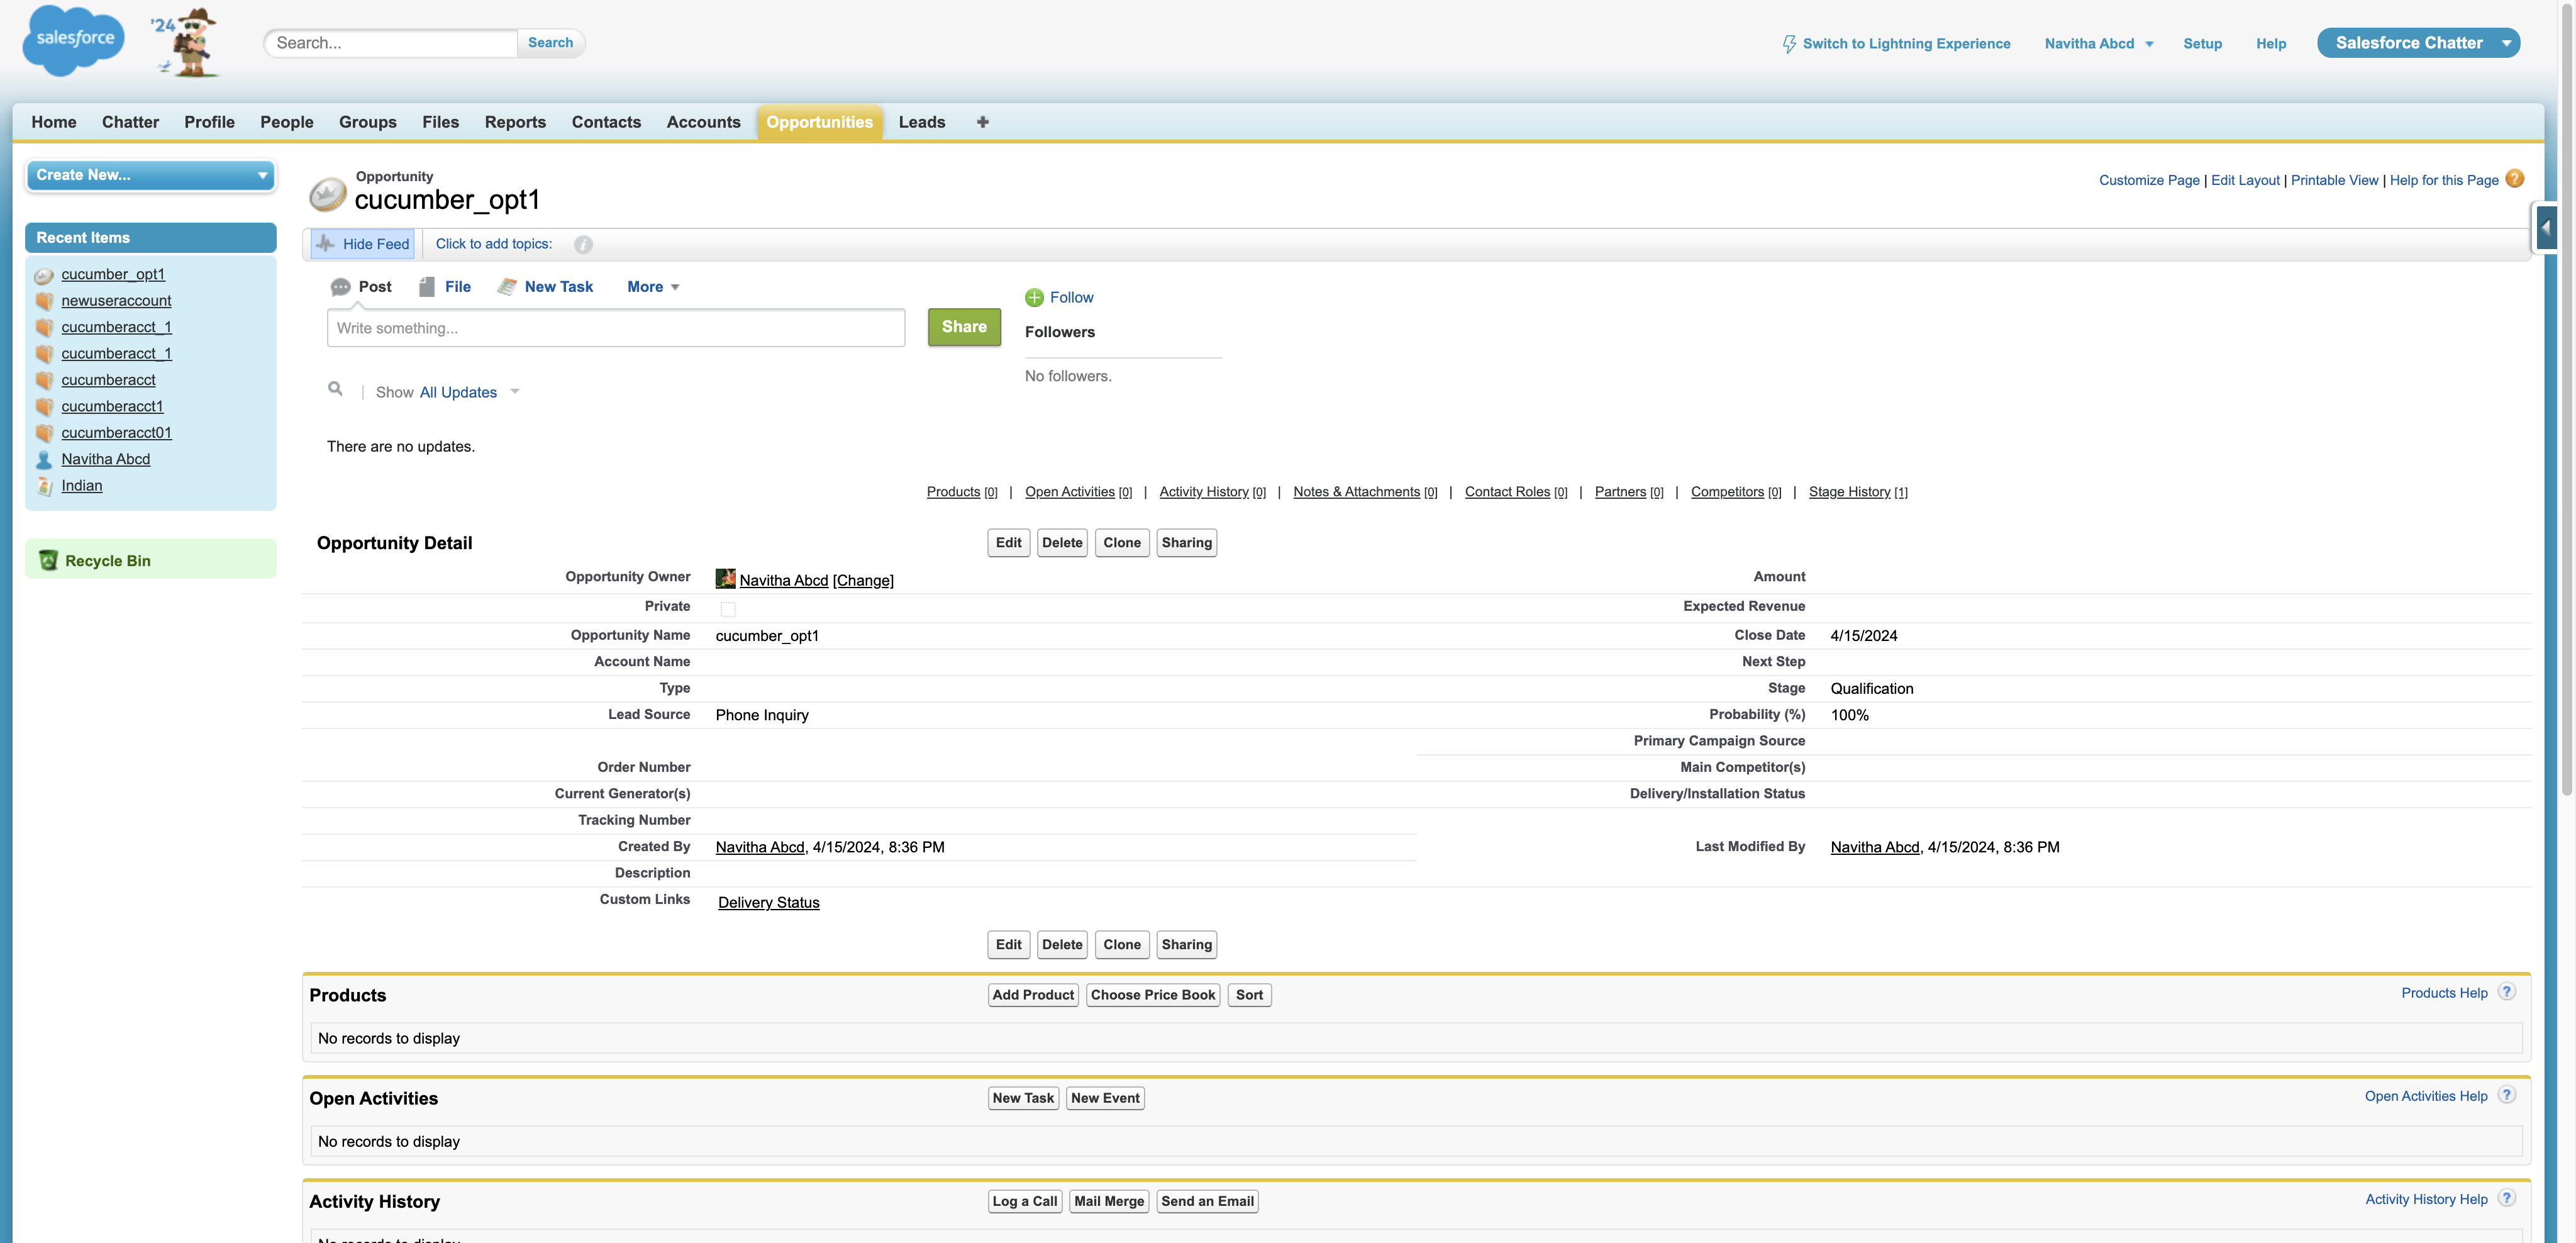 salesforce
'24
Search...
Search
Switch to Lightning Experience
Navitha Abcd
Setup
Help
Salesforce Chatter
Home
Chatter
Profile
People
Groups
Files
Reports
Contacts
Accounts
Opportunities
Leads
+
Create New...
Recent Items
cucumber_opt1
newuseraccount
cucumberacct_1
cucumberacct_1
cucumberacct
cucumberacct1
cucumberacct01
Navitha Abcd
Indian
Recycle Bin
Opportunity
cucumber_opt1
Customize Page | Edit Layout | Printable View | Help for this Page ?
Hide Feed
Click to add topics:
i
Post
File
New Task
More
Write something...
Share
Follow
Followers
No followers.
| Show All Updates
There are no updates.
Products [0] | Open Activities [0] | Activity History [0] | Notes & Attachments [0] | Contact Roles [0] | Partners [0] | Competitors [0] | Stage History [1]
Opportunity Detail
Edit Delete Clone Sharing
Opportunity Owner Navitha Abcd [Change]
Amount
Private
Expected Revenue
Opportunity Name cucumber_opt1
Close Date 4/15/2024
Account Name
Next Step
Type
Stage Qualification
Lead Source Phone Inquiry
Probability (%) 100%
Primary Campaign Source
Order Number
Main Competitor(s)
Current Generator(s)
Delivery/Installation Status
Tracking Number
Created By Navitha Abcd, 4/15/2024, 8:36 PM
Last Modified By Navitha Abcd, 4/15/2024, 8:36 PM
Description
Custom Links Delivery Status
Edit Delete Clone Sharing
Products
Add Product Choose Price Book Sort
Products Help ?
No records to display
Open Activities
New Task New Event
Open Activities Help ?
No records to display
Activity History
Log a Call Mail Merge Send an Email
Activity History Help ?
No records to display